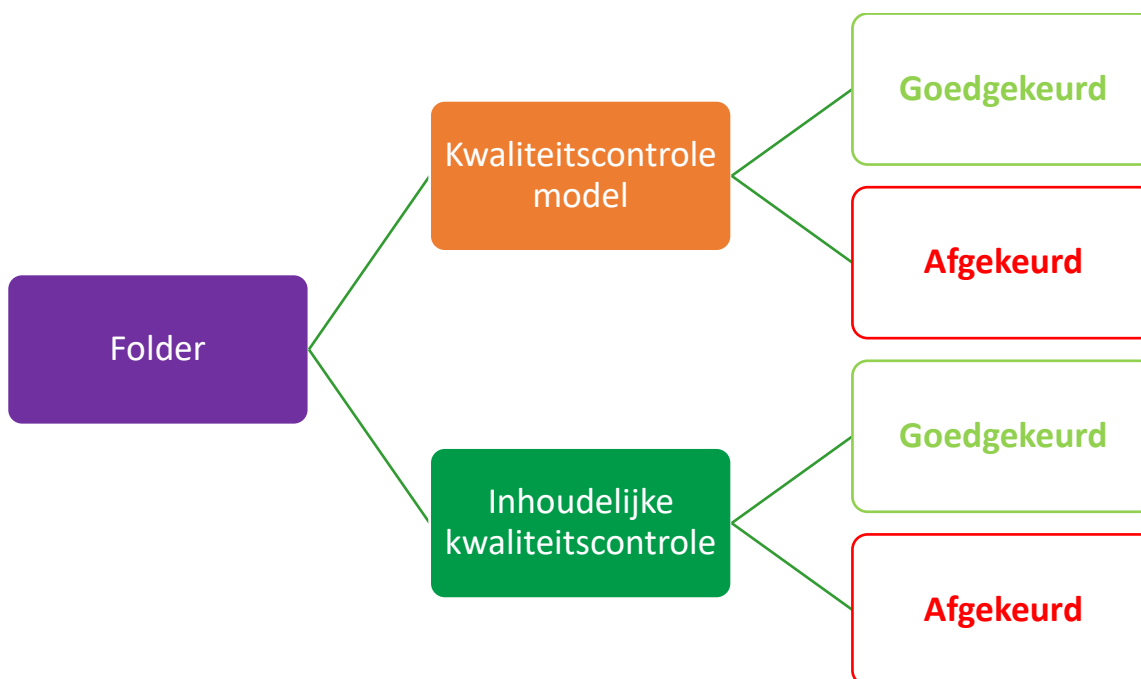 Folder
Kwaliteitscontrole
model
Goedgekeurd
Afgekeurd
Inhoudelijke
kwaliteitscontrole
Goedgekeurd
Afgekeurd